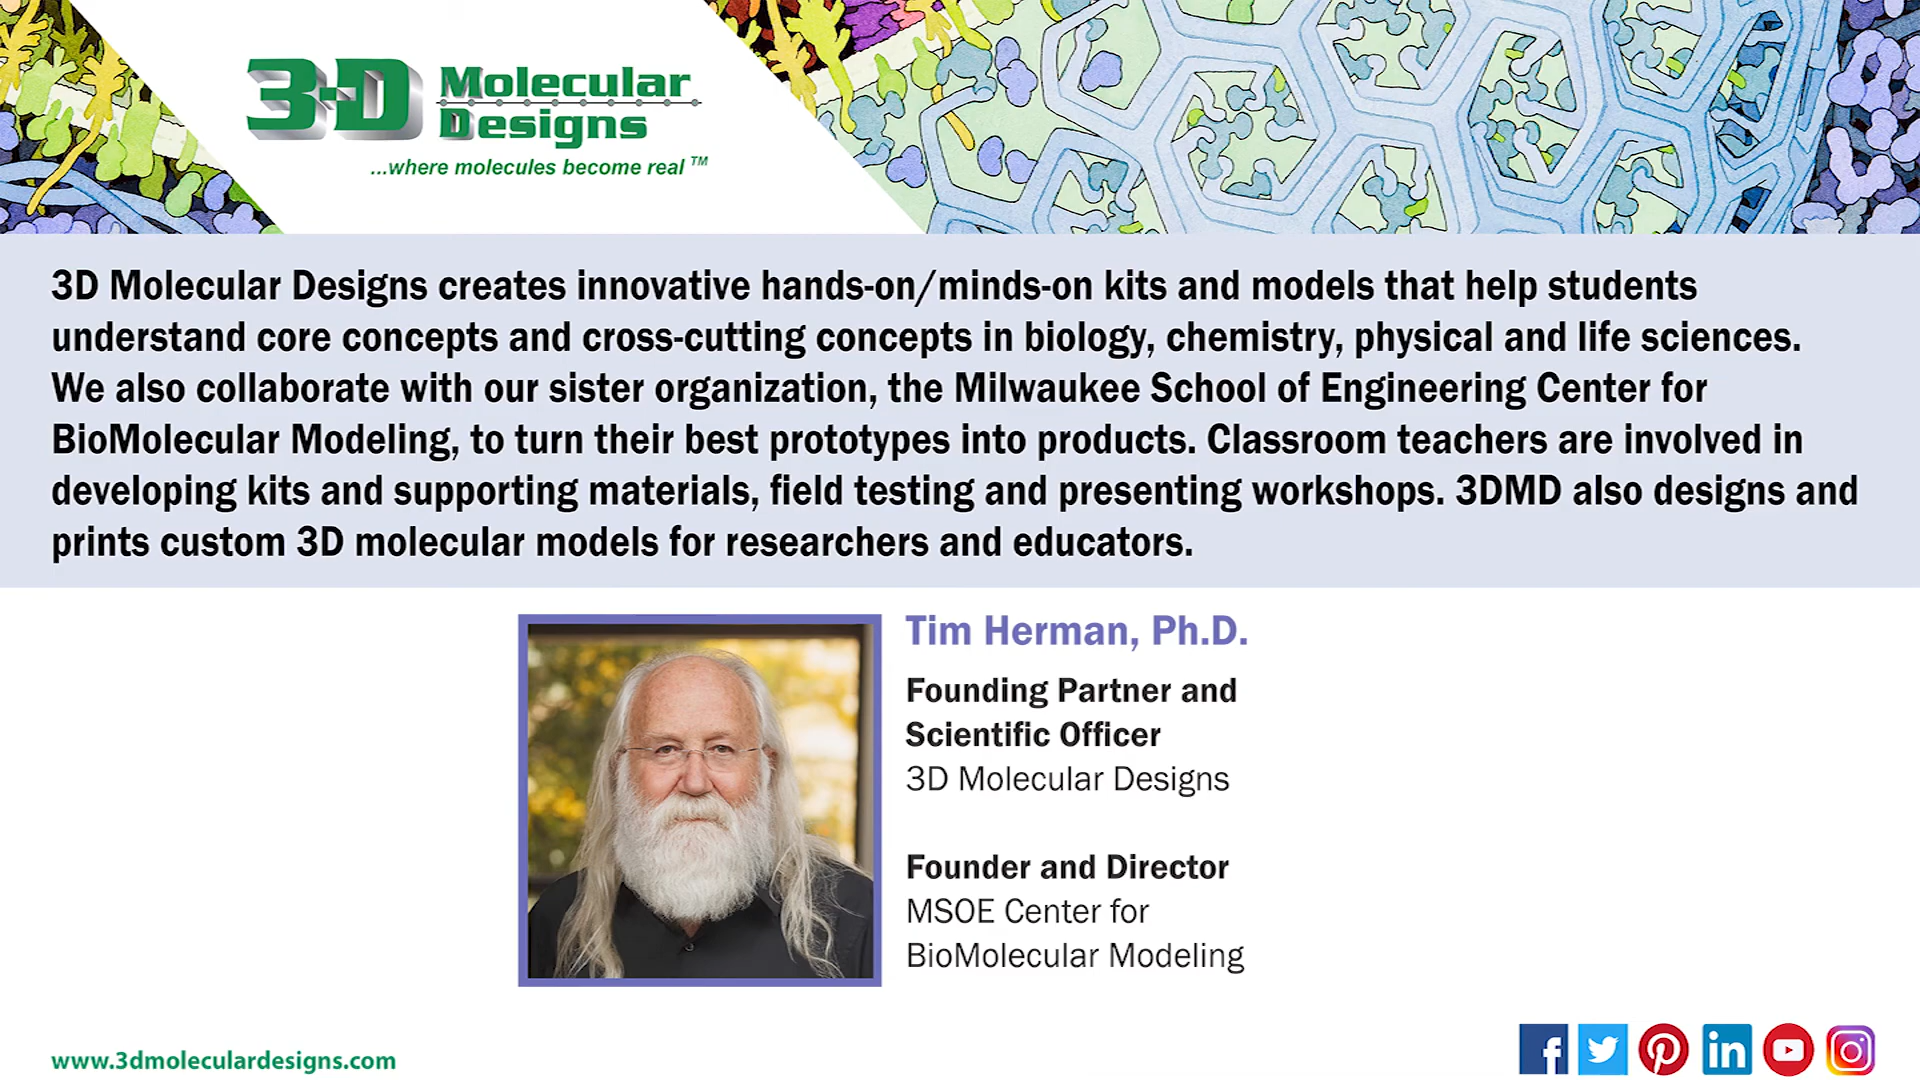 3-D Molecular
Designs
...where molecules become real ™
3D Molecular Designs creates innovative hands-on/minds-on kits and models that help students
understand core concepts and cross-cutting concepts in biology, chemistry, physical and life sciences.
We also collaborate with our sister organization, the Milwaukee School of Engineering Center for
BioMolecular Modeling, to turn their best prototypes into products. Classroom teachers are involved in
developing kits and supporting materials, field testing and presenting workshops. 3DMD also designs and
prints custom 3D molecular models for researchers and educators.
Tim Herman, Ph.D.
Founding Partner and
Scientific Officer
3D Molecular Designs
Founder and Director
MSOE Center for
BioMolecular Modeling
www.3dmoleculardesigns.com